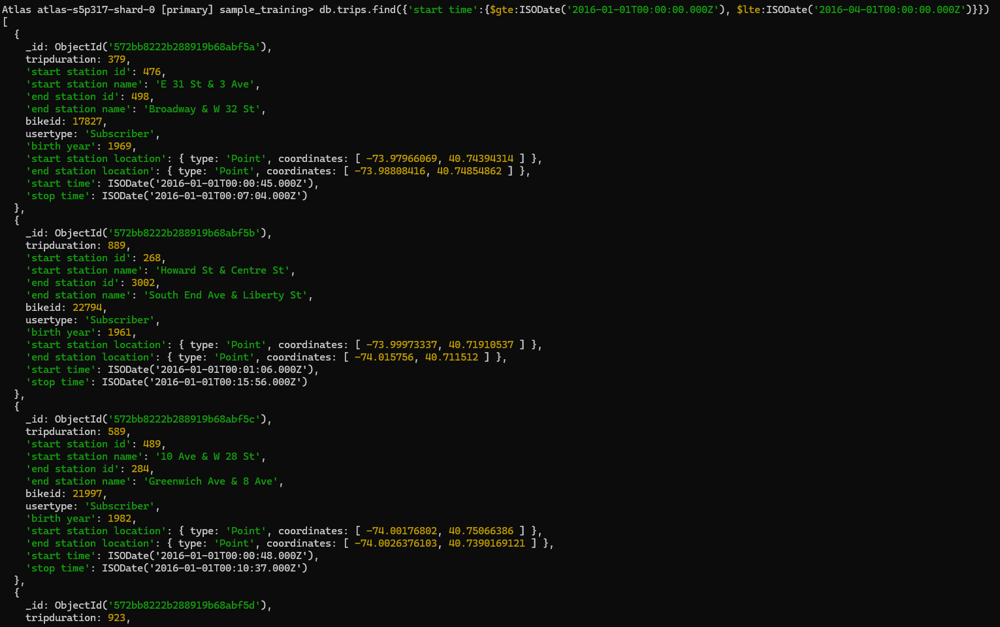 Atlas atlas-s5p317-shard-0 [primary] sample_training> db.trips.find({'start time':{$gte:ISODate('2016-01-01T00:00:00.000Z'), $lte:ISODate('2016-04-01T00:00:00.000Z')}})
[
  {
    _id: ObjectId('572bb8222b288919b68abf5a'),
    tripduration: 379,
    'start station id': 476,
    'start station name': 'E 31 St & 3 Ave',
    'end station id': 498,
    'end station name': 'Broadway & W 32 St',
    bikeid: 17827,
    usertype: 'Subscriber',
    'birth year': 1969,
    'start station location': { type: 'Point', coordinates: [ -73.97966069, 40.74394314 ] },
    'end station location': { type: 'Point', coordinates: [ -73.98808416, 40.74854862 ] },
    'start time': ISODate('2016-01-01T00:00:45.000Z'),
    'stop time': ISODate('2016-01-01T00:07:04.000Z')
  },
  {
    _id: ObjectId('572bb8222b288919b68abf5b'),
    tripduration: 889,
    'start station id': 268,
    'start station name': 'Howard St & Centre St',
    'end station id': 3002,
    'end station name': 'South End Ave & Liberty St',
    bikeid: 22794,
    usertype: 'Subscriber',
    'birth year': 1961,
    'start station location': { type: 'Point', coordinates: [ -73.99973337, 40.71910537 ] },
    'end station location': { type: 'Point', coordinates: [ -74.015756, 40.711512 ] },
    'start time': ISODate('2016-01-01T00:01:06.000Z'),
    'stop time': ISODate('2016-01-01T00:15:56.000Z')
  },
  {
    _id: ObjectId('572bb8222b288919b68abf5c'),
    tripduration: 589,
    'start station id': 489,
    'start station name': '10 Ave & W 28 St',
    'end station id': 284,
    'end station name': 'Greenwich Ave & 8 Ave',
    bikeid: 21997,
    usertype: 'Subscriber',
    'birth year': 1982,
    'start station location': { type: 'Point', coordinates: [ -74.00176802, 40.75066386 ] },
    'end station location': { type: 'Point', coordinates: [ -74.0026376103, 40.7390169121 ] },
    'start time': ISODate('2016-01-01T00:00:48.000Z'),
    'stop time': ISODate('2016-01-01T00:10:37.000Z')
  },
  {
    _id: ObjectId('572bb8222b288919b68abf5d'),
    tripduration: 923,